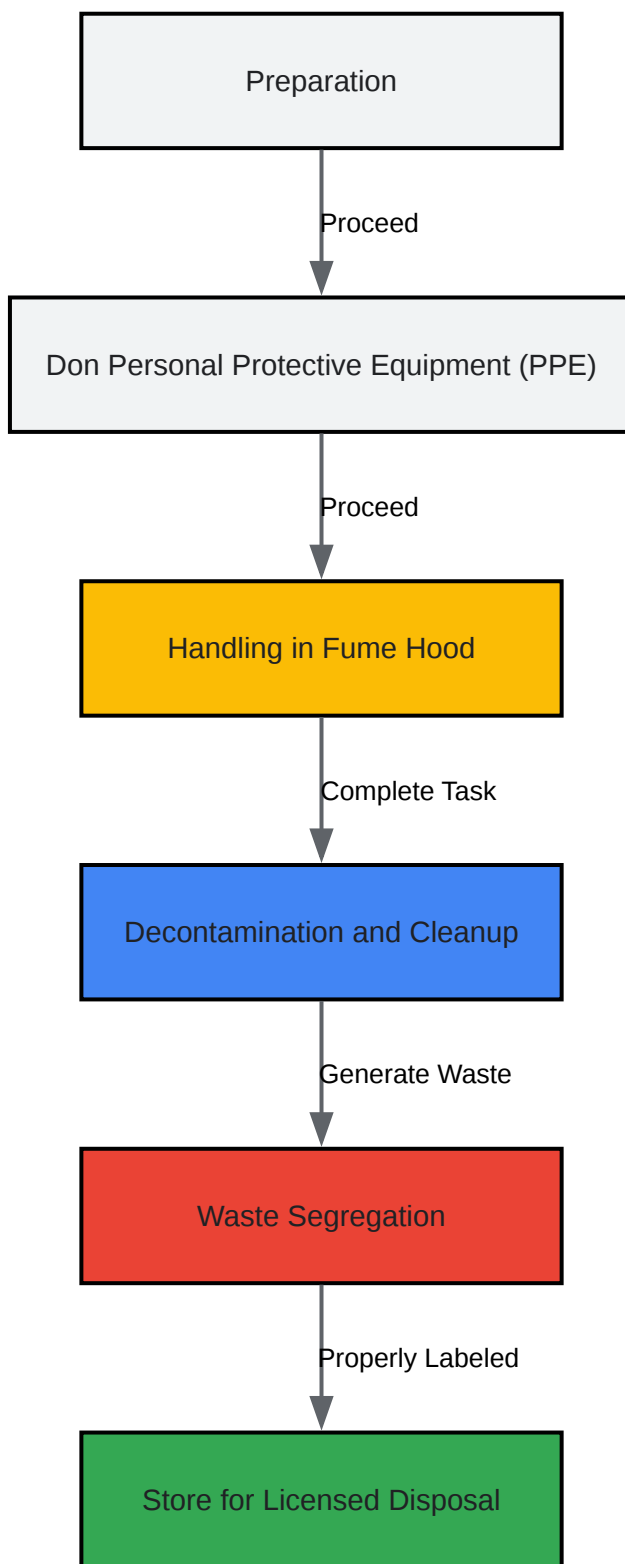 Preparation
Proceed
Don Personal Protective Equipment (PPE)
Proceed
Handling in Fume Hood
Complete Task
Decontamination and Cleanup
Generate Waste
Waste Segregation
Properly Labeled
Store for Licensed Disposal